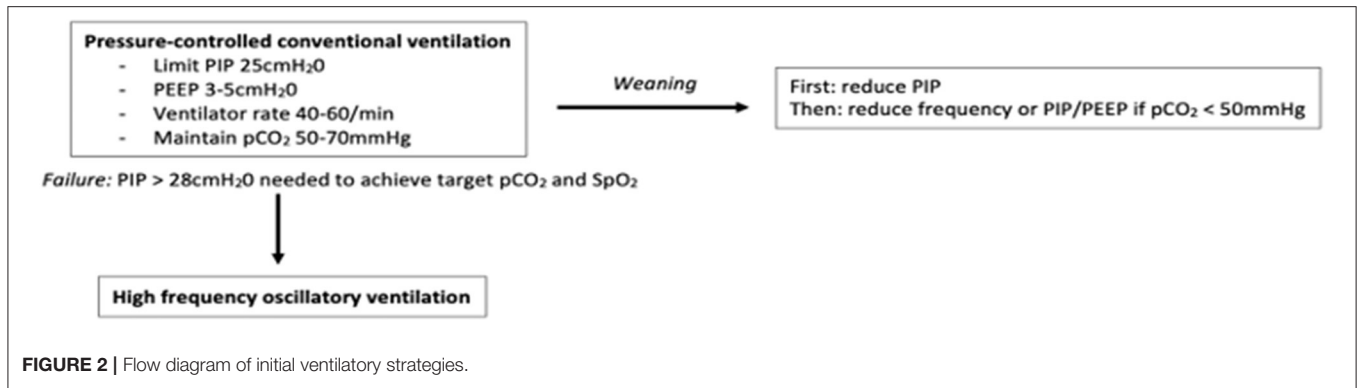 Pressure-controlled conventional ventilation
- Limit PIP 25cmH₂0
- PEEP 3-5cmH₂0
- Ventilator rate 40-60/min
- Maintain pCO₂ 50-70mmHg
Weaning
First: reduce PIP
Then: reduce frequency or PIP/PEEP if pCO₂ < 50mmHg
Failure: PIP > 28cmH₂0 needed to achieve target pCO₂ and SpO₂
High frequency oscillatory ventilation
FIGURE 2 | Flow diagram of initial ventilatory strategies.